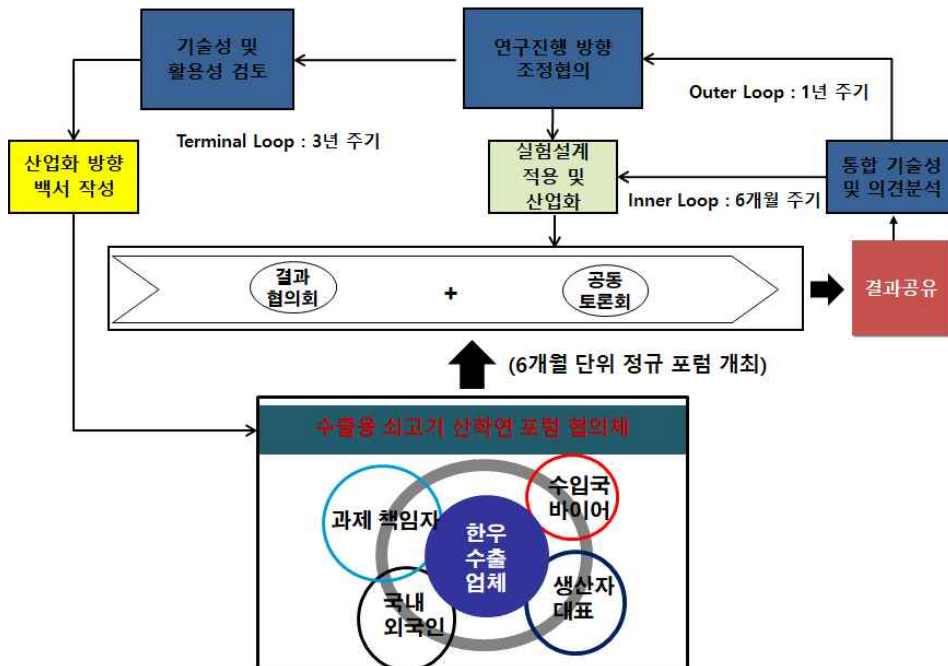 기술성 및
활용성 검토
연구진행 방향
조정협의
Outer Loop : 1년 주기
Terminal Loop : 3년 주기
산업화 방향
백서 작성
실험설계
적용 및
산업화
통합 기술성
및 의견분석
Inner Loop : 6개월 주기
결과
협의회
+
공동
토론회
결과공유
(6개월 단위 정규 포럼 개최)
수출용 쇠고기 산학연 포럼 협의체
과제 책임자
수입국
바이어
한우
수출
업체
국내
외국인
생산자
대표